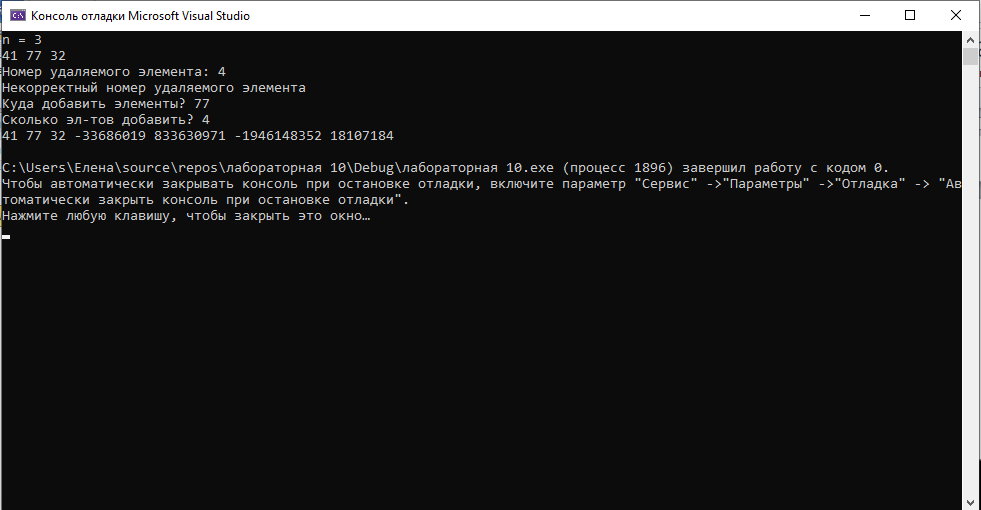 Консоль отладки Microsoft Visual Studio
n = 3
41 77 32
Номер удаляемого элемента: 4
Некорректный номер удаляемого элемента
Куда добавить элементы? 77
Сколько эл-тов добавить? 4
41 77 32 -33686019 833630971 -1946148352 18107184
C:\Users\Елена\source\repos\лабораторная 10\Debug\лабораторная 10.exe (процесс 1896) завершил работу с кодом 0.
Чтобы автоматически закрывать консоль при остановке отладки, включите параметр "Сервис" ->"Параметры" ->"Отладка" -> "Ав
томатически закрыть консоль при остановке отладки".
Нажмите любую клавишу, чтобы закрыть это окно…